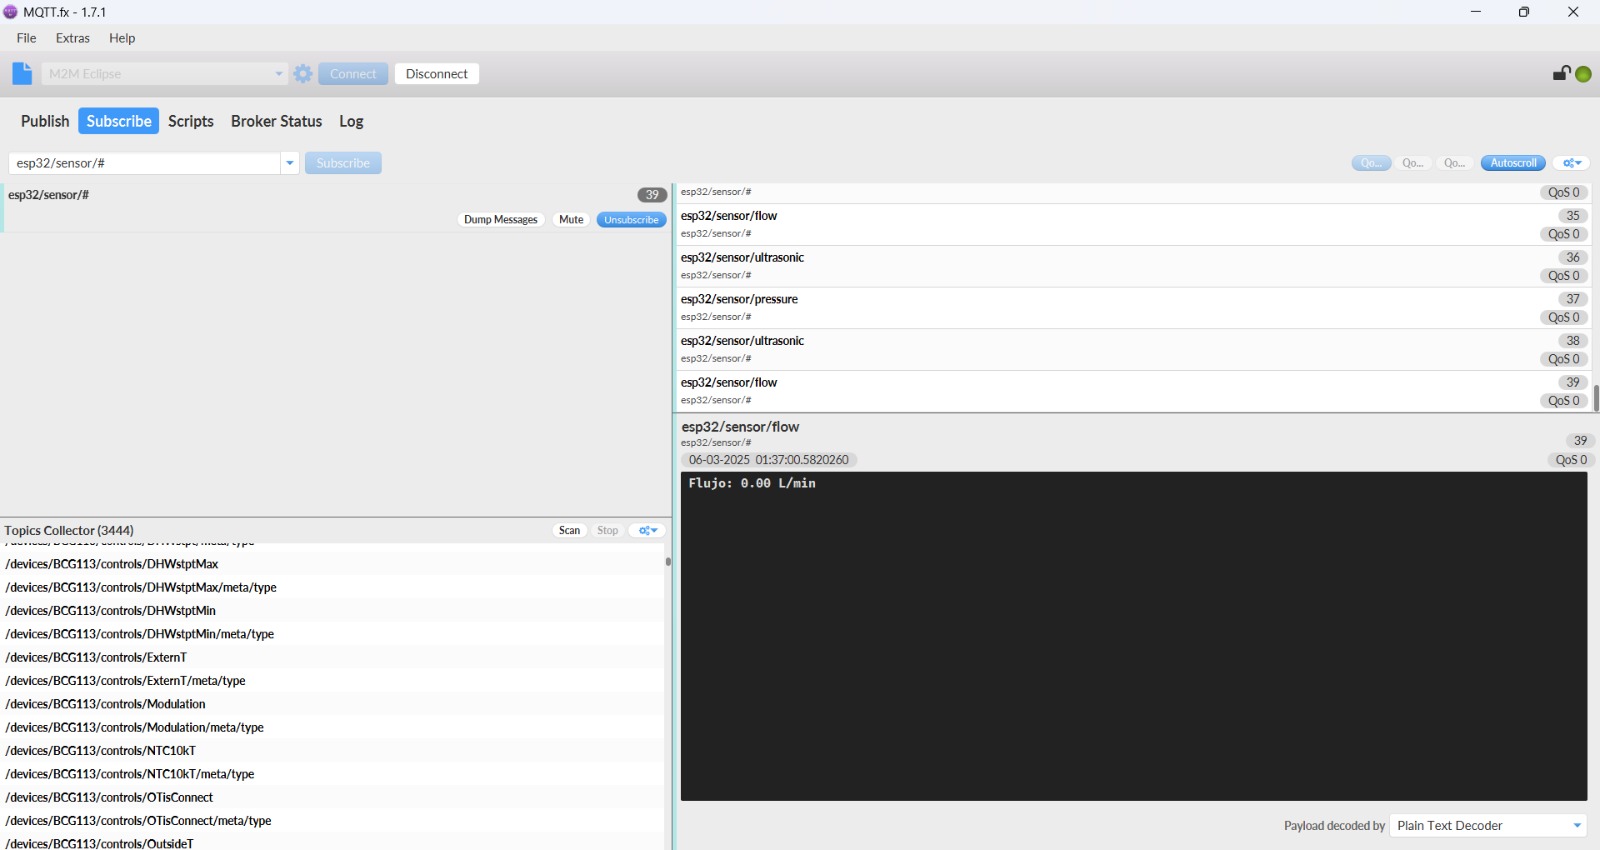 MQTT.fx - 1.7.1
File Extras Help
M2M Eclipse Connect Disconnect
Publish Subscribe Scripts Broker Status Log
esp32/sensor/# Subscribe Qo... Qo... Qo... Autoscroll
esp32/sensor/# 39
Dump Messages Mute Unsubscribe
esp32/sensor/# QoS 0
esp32/sensor/flow 35
esp32/sensor/# QoS 0
esp32/sensor/ultrasonic 36
esp32/sensor/# QoS 0
esp32/sensor/pressure 37
esp32/sensor/# QoS 0
esp32/sensor/ultrasonic 38
esp32/sensor/# QoS 0
esp32/sensor/flow 39
esp32/sensor/# QoS 0
esp32/sensor/flow
esp32/sensor/# 39
06-03-2025 01:37:00.5820260 QoS 0
Flujo: 0.00 L/min
Payload decoded by Plain Text Decoder
Topics Collector (3444) Scan Stop
/devices/BCG113/controls/DHWstptMax
/devices/BCG113/controls/DHWstptMax/meta/type
/devices/BCG113/controls/DHWstptMin
/devices/BCG113/controls/DHWstptMin/meta/type
/devices/BCG113/controls/ExternT
/devices/BCG113/controls/ExternT/meta/type
/devices/BCG113/controls/Modulation
/devices/BCG113/controls/Modulation/meta/type
/devices/BCG113/controls/NTC10kT
/devices/BCG113/controls/NTC10kT/meta/type
/devices/BCG113/controls/OTisConnect
/devices/BCG113/controls/OTisConnect/meta/type
/devices/BCG113/controls/OutsideT